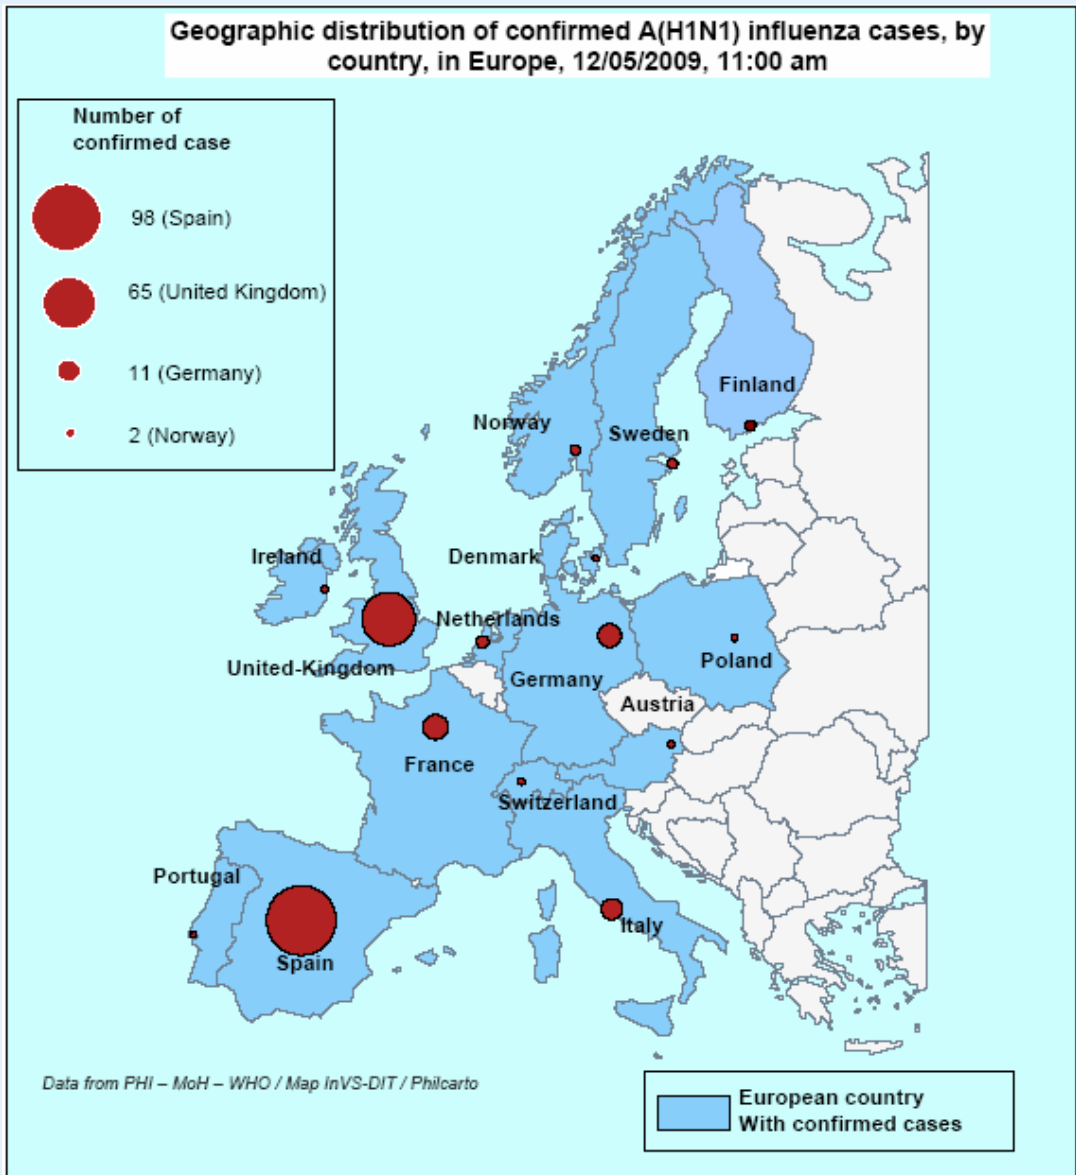 Geographic distribution of confirmed A(H1N1) influenza cases, by
country, in Europe, 12/05/2009, 11:00 am
Number of
confirmed case
98 (Spain)
65 (United Kingdom)
11 (Germany)
2 (Norway)
Finland
Norway
Sweden
Ireland
Denmark
Netherlands
United-Kingdom
Poland
Germany
Austria
France
Switzerland
Portugal
Italy
Spain
Data from PHI – MoH – WHO / Map InVS-DIT / Philcarto
European country
With confirmed cases